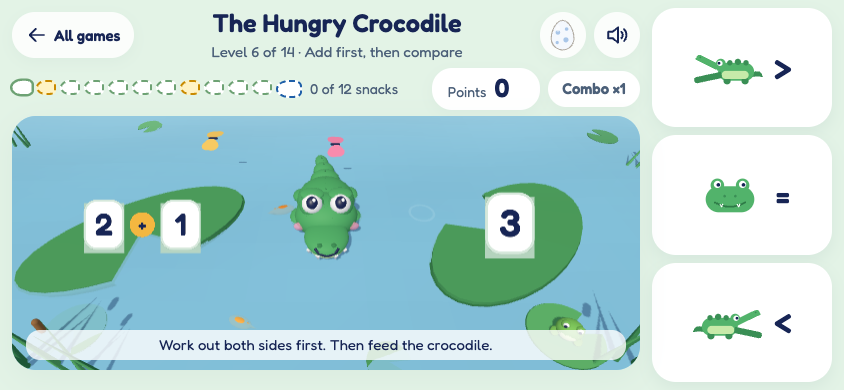 All games
The Hungry Crocodile
Level 6 of 14 · Add first, then compare
0 of 12 snacks
Points 0
Combo ×1
2 + 1
3
Work out both sides first. Then feed the crocodile.
>
=
<